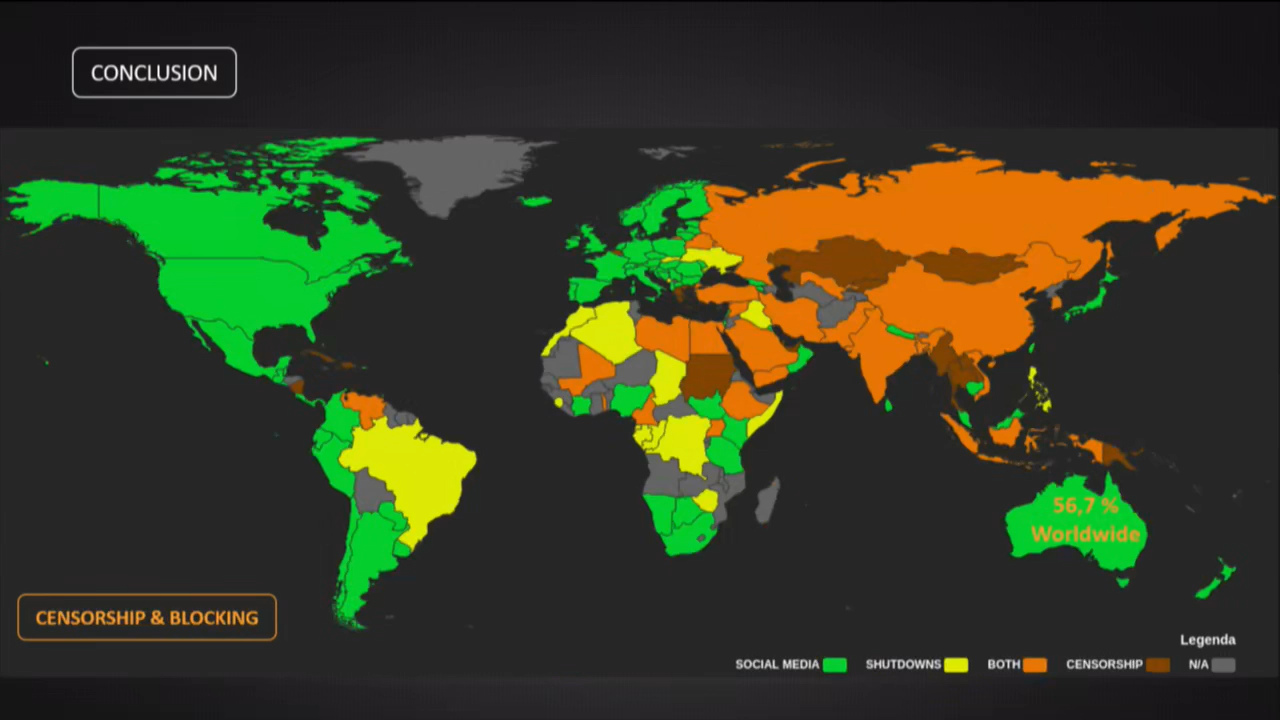 CONCLUSION
56,7 %
Worldwide
CENSORSHIP & BLOCKING
Legenda
SOCIAL MEDIA SHUTDOWNS BOTH CENSORSHIP N/A